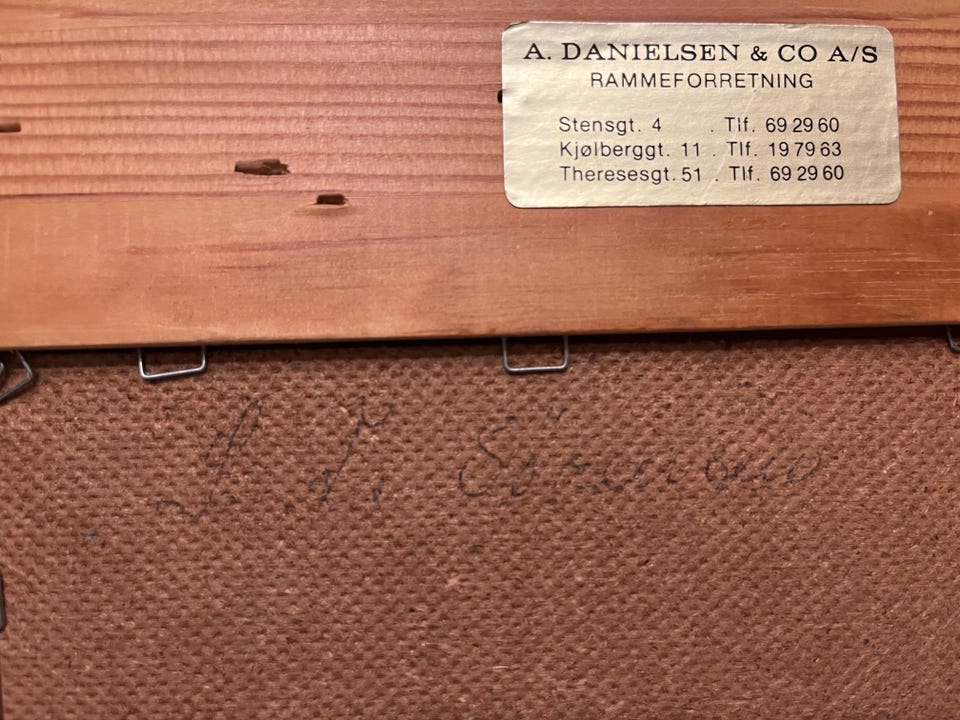 A. DANIELSEN & CO A/S
RAMMEFORRETNING
Stensgt. 4 . Tlf. 69 29 60
Kjølberggt. 11 . Tlf. 19 79 63
Theresesgt. 51 . Tlf. 69 29 60